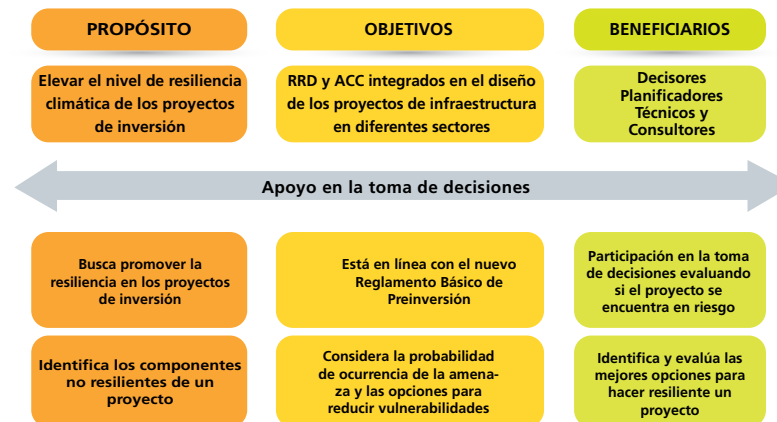 PROPÓSITO
OBJETIVOS
BENEFICIARIOS
Elevar el nivel de resiliencia
climática de los proyectos
de inversión
RRD y ACC integrados en el diseño
de los proyectos de infraestructura
en diferentes sectores
Decisores
Planificadores
Técnicos y
Consultores
Apoyo en la toma de decisiones
Busca promover la
resiliencia en los proyectos
de inversión
Está en línea con el nuevo
Reglamento Básico de
Preinversión
Participación en la toma
de decisiones evaluando
si el proyecto se
encuentra en riesgo
Identifica los componentes
no resilientes de un
proyecto
Considera la probabilidad
de ocurrencia de la amena-
za y las opciones para
reducir vulnerabilidades
Identifica y evalúa las
mejores opciones para
hacer resiliente un
proyecto